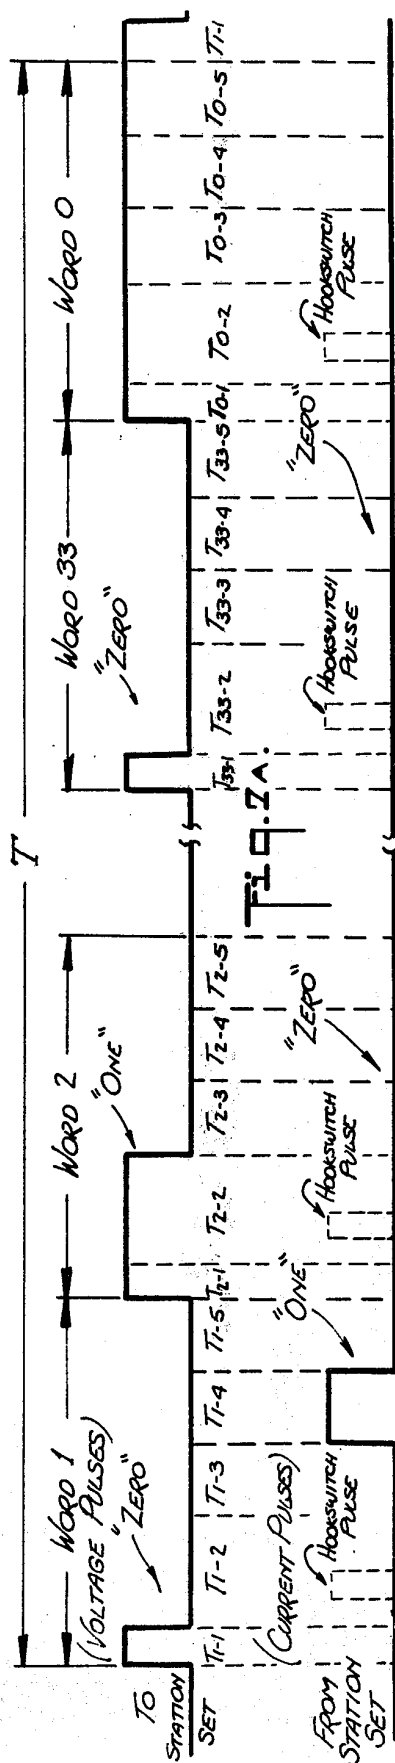 T
WORD 1
WORD 2
WORD 33
WORD 0
(VOLTAGE PULSES)
"ZERO"
"ONE"
"ZERO"
TO
STATION
SET
T1-1 T1-2 T1-3 T1-4 T1-5 T2-1 T2-2 T2-3 T2-4 T2-5 T33-1 T33-2 T33-3 T33-4 T33-5 T0-1 T0-2 T0-3 T0-4 T0-5 T1-1
(CURRENT PULSES)
Fig. 7A.
FROM
STATION
SET
HOOKSWITCH
PULSE
"ONE"
HOOKSWITCH
PULSE
"ZERO"
HOOKSWITCH
PULSE
"ZERO"
HOOKSWITCH
PULSE